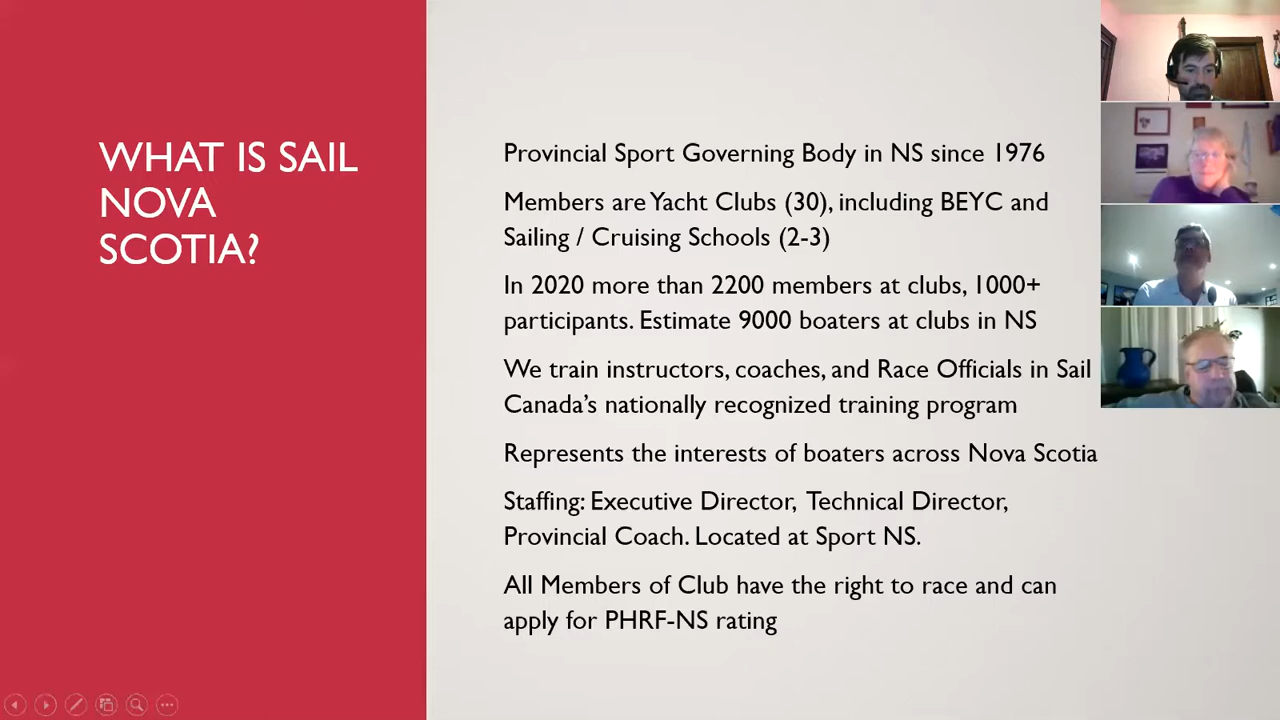 WHAT IS SAIL
NOVA
SCOTIA?
Provincial Sport Governing Body in NS since 1976
Members are Yacht Clubs (30), including BEYC and
Sailing / Cruising Schools (2-3)
In 2020 more than 2200 members at clubs, 1000+
participants. Estimate 9000 boaters at clubs in NS
We train instructors, coaches, and Race Officials in Sail
Canada's nationally recognized training program
Represents the interests of boaters across Nova Scotia
Staffing: Executive Director, Technical Director,
Provincial Coach. Located at Sport NS.
All Members of Club have the right to race and can
apply for PHRF-NS rating